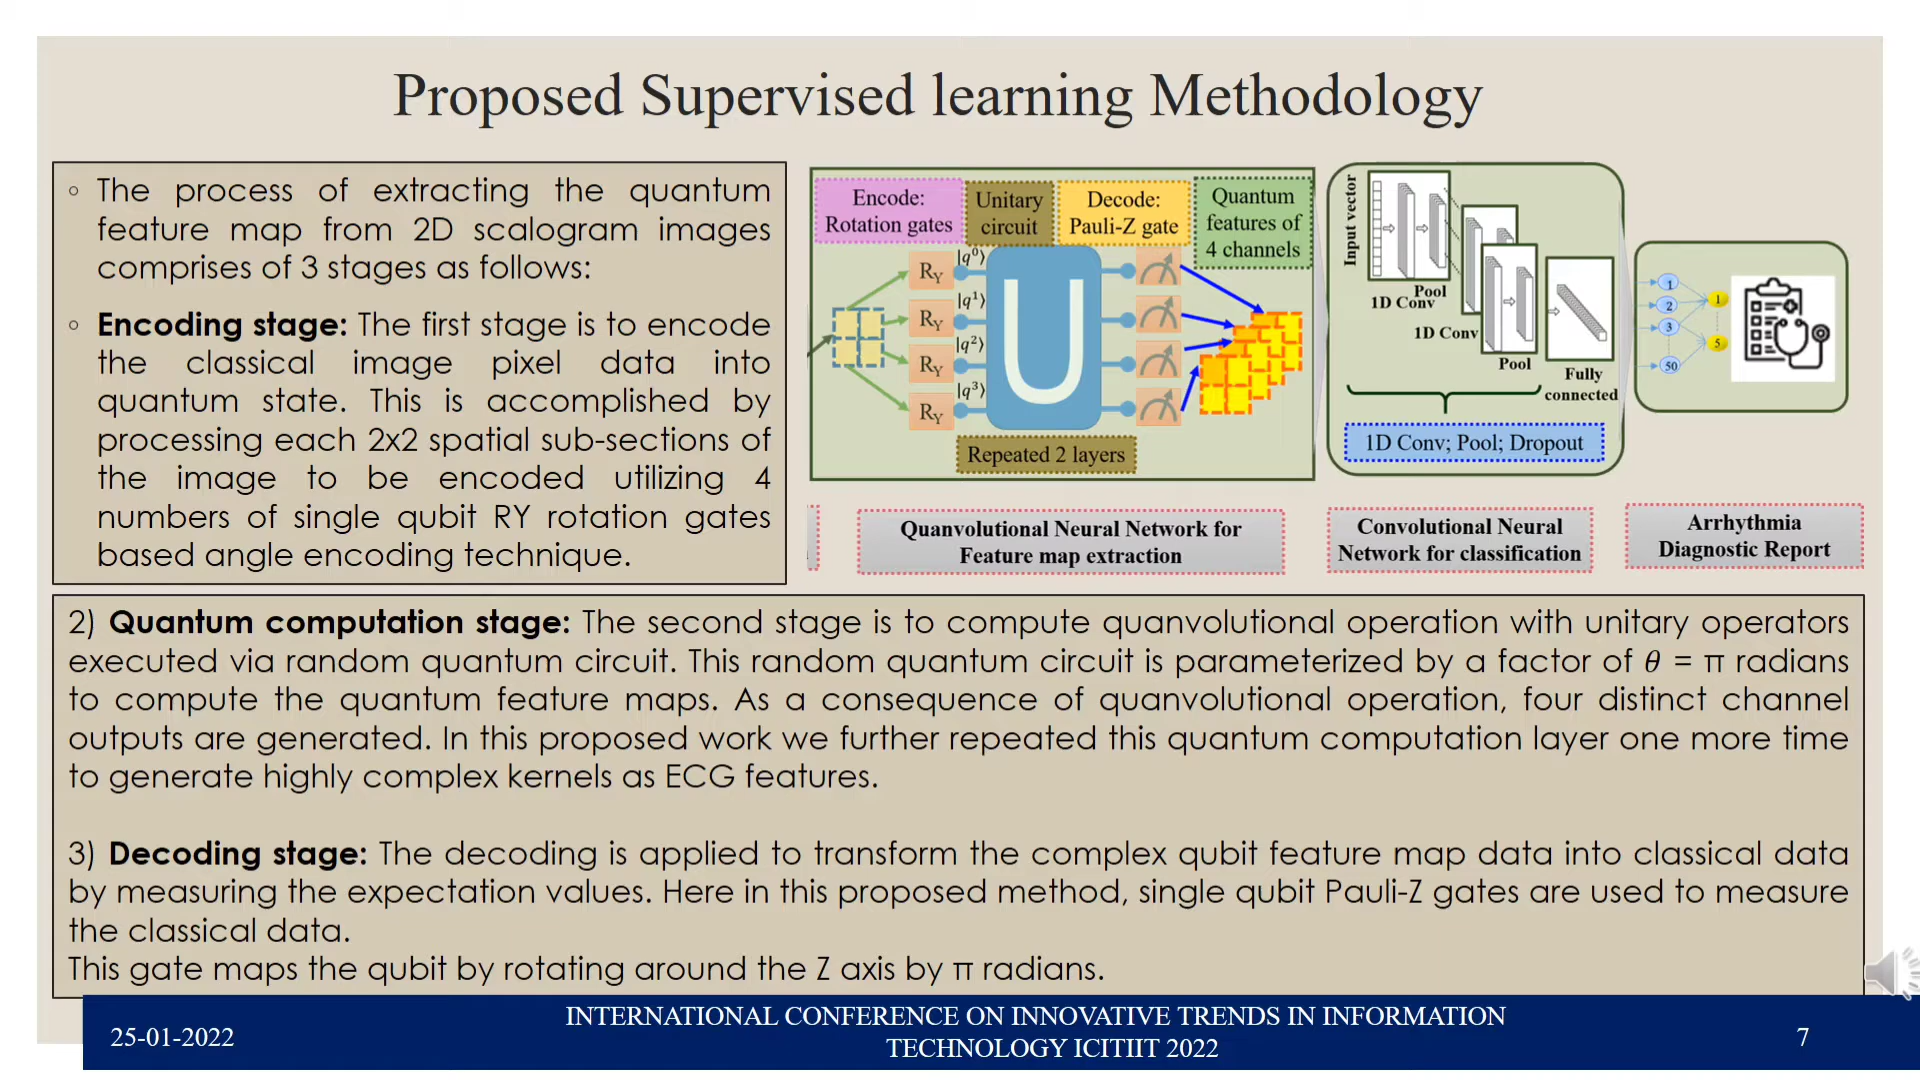 Proposed Supervised learning Methodology
◦ The process of extracting the quantum
feature map from 2D scalogram images
comprises of 3 stages as follows:
◦ Encoding stage: The first stage is to encode
the classical image pixel data into
quantum state. This is accomplished by
processing each 2x2 spatial sub-sections of
the image to be encoded utilizing 4
numbers of single qubit RY rotation gates
based angle encoding technique.
Encode:
Rotation gates
Unitary
circuit
Decode:
Pauli-Z gate
Quantum
features of
4 channels
R_Y
|q⁰⟩
R_Y
|q¹⟩
R_Y
|q²⟩
R_Y
|q³⟩
U
Repeated 2 layers
Input vector
Pool
1D Conv
1D Conv
Pool
Fully
connected
1D Conv; Pool; Dropout
1
2
3
50
1
5
Quanvolutional Neural Network for
Feature map extraction
Convolutional Neural
Network for classification
Arrhythmia
Diagnostic Report
2) Quantum computation stage: The second stage is to compute quanvolutional operation with unitary operators
executed via random quantum circuit. This random quantum circuit is parameterized by a factor of θ = π radians
to compute the quantum feature maps. As a consequence of quanvolutional operation, four distinct channel
outputs are generated. In this proposed work we further repeated this quantum computation layer one more time
to generate highly complex kernels as ECG features.
3) Decoding stage: The decoding is applied to transform the complex qubit feature map data into classical data
by measuring the expectation values. Here in this proposed method, single qubit Pauli-Z gates are used to measure
the classical data.
This gate maps the qubit by rotating around the Z axis by π radians.
25-01-2022
INTERNATIONAL CONFERENCE ON INNOVATIVE TRENDS IN INFORMATION
TECHNOLOGY ICITIIT 2022
7